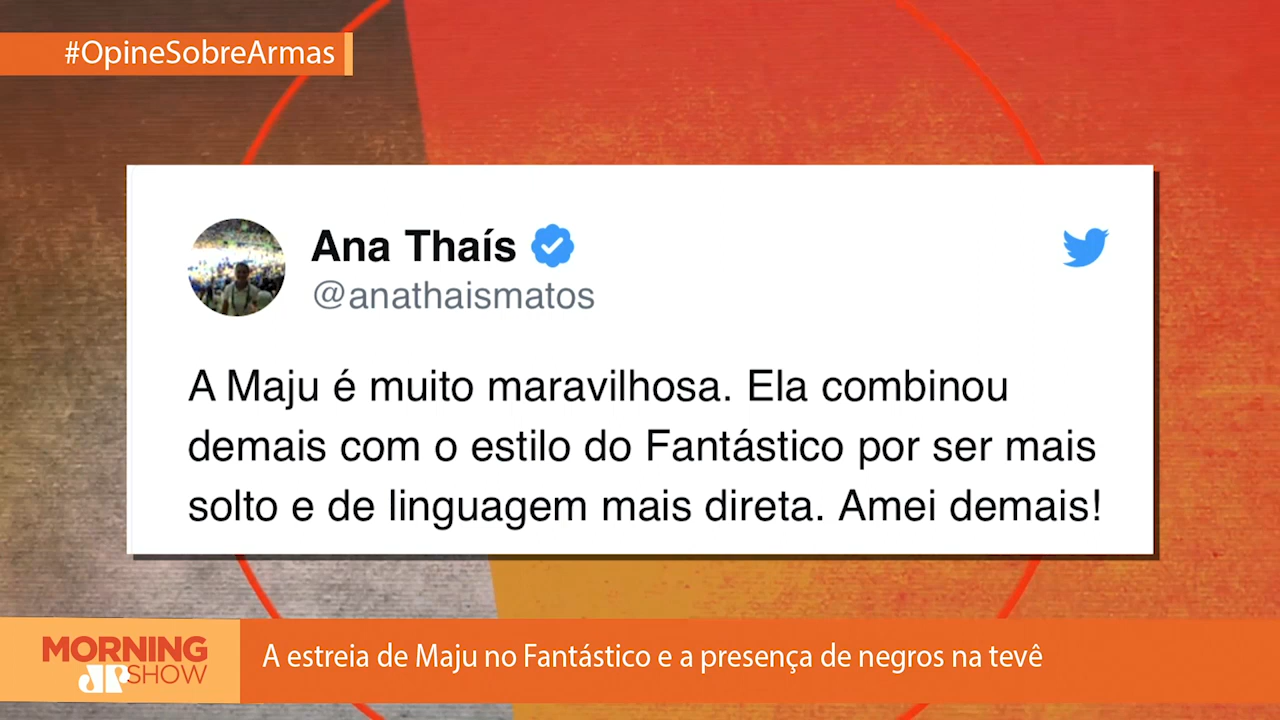 #OpineSobreArmas
Ana Thaís
@anathaismatos
A Maju é muito maravilhosa. Ela combinou
demais com o estilo do Fantástico por ser mais
solto e de linguagem mais direta. Amei demais!
MORNING
JP SHOW
A estreia de Maju no Fantástico e a presença de negros na tevê